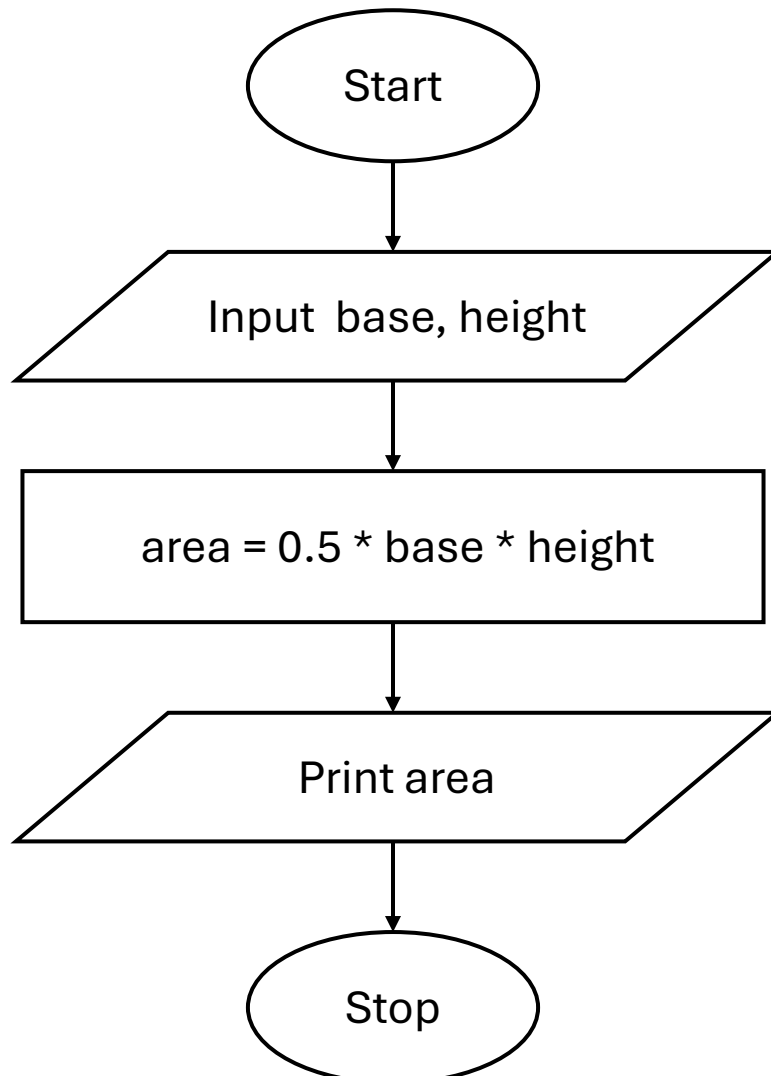 Start
Input  base, height
area = 0.5 * base * height
Print area
Stop